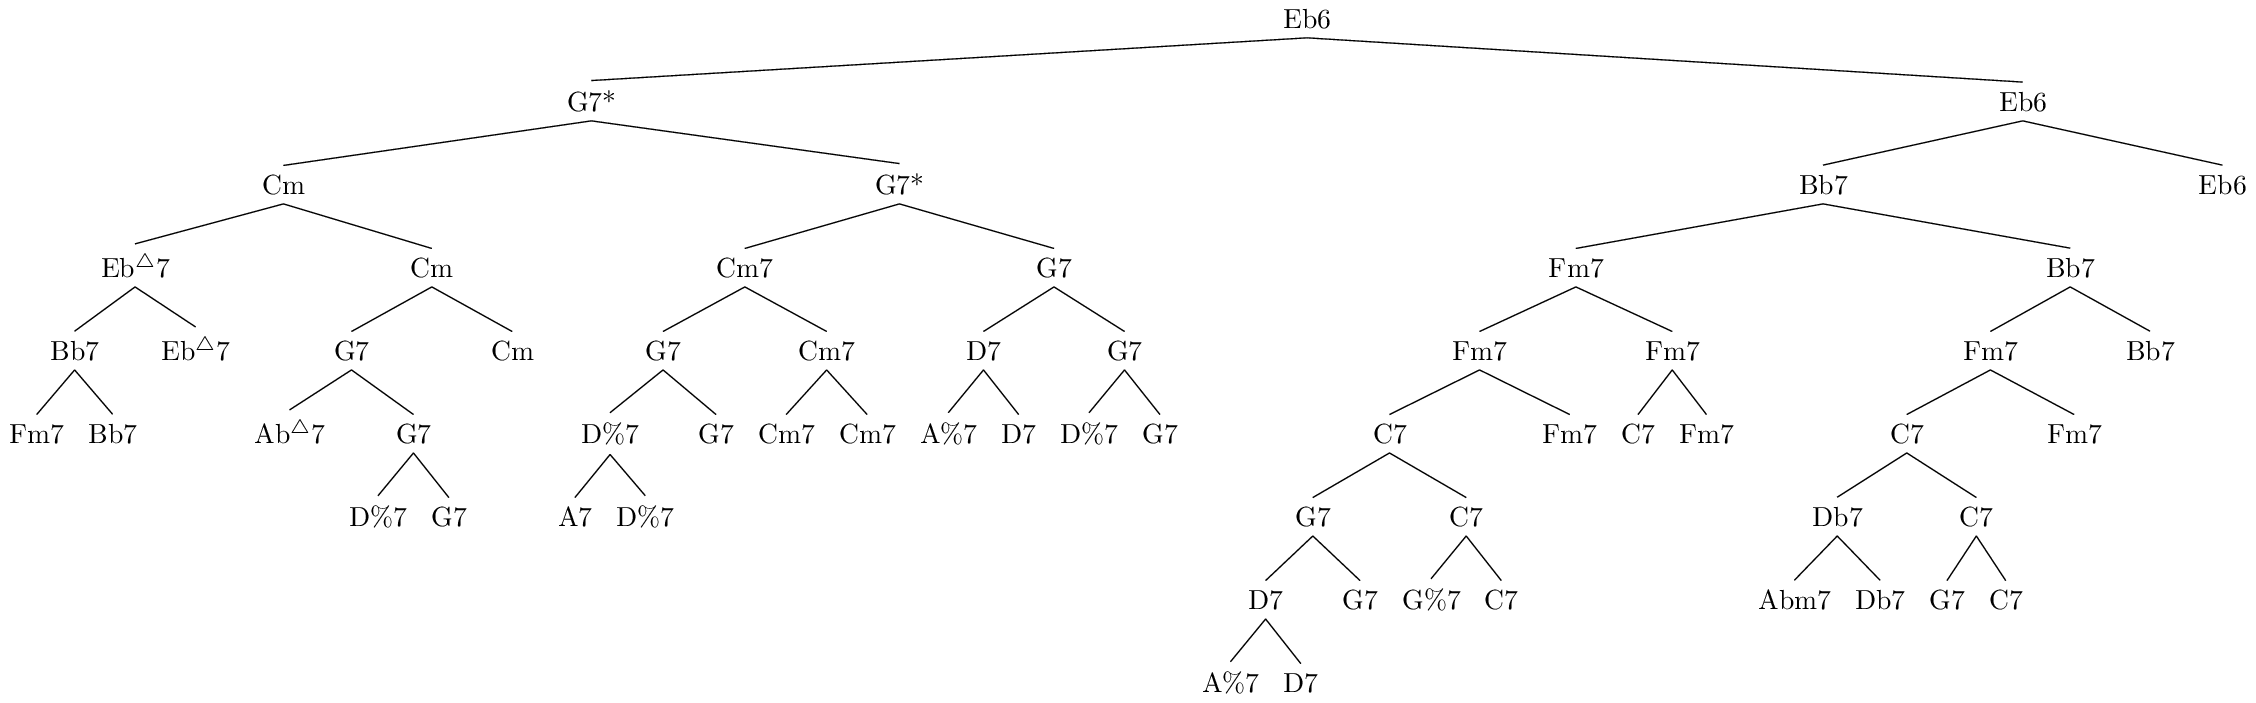 Eb6
G7* Eb6
Cm G7* Bb7 Eb6
Eb△7 Cm Cm7 G7 Fm7 Bb7
Bb7 Eb△7 G7 Cm G7 Cm7 D7 G7 Fm7 Fm7 Fm7 Bb7
Fm7 Bb7 Ab△7 G7 D%7 G7 Cm7 Cm7 A%7 D7 D%7 G7 C7 Fm7 C7 Fm7 C7 Fm7
D%7 G7 A7 D%7 G7 C7 Db7 C7
D7 G7 G%7 C7 Abm7 Db7 G7 C7
A%7 D7